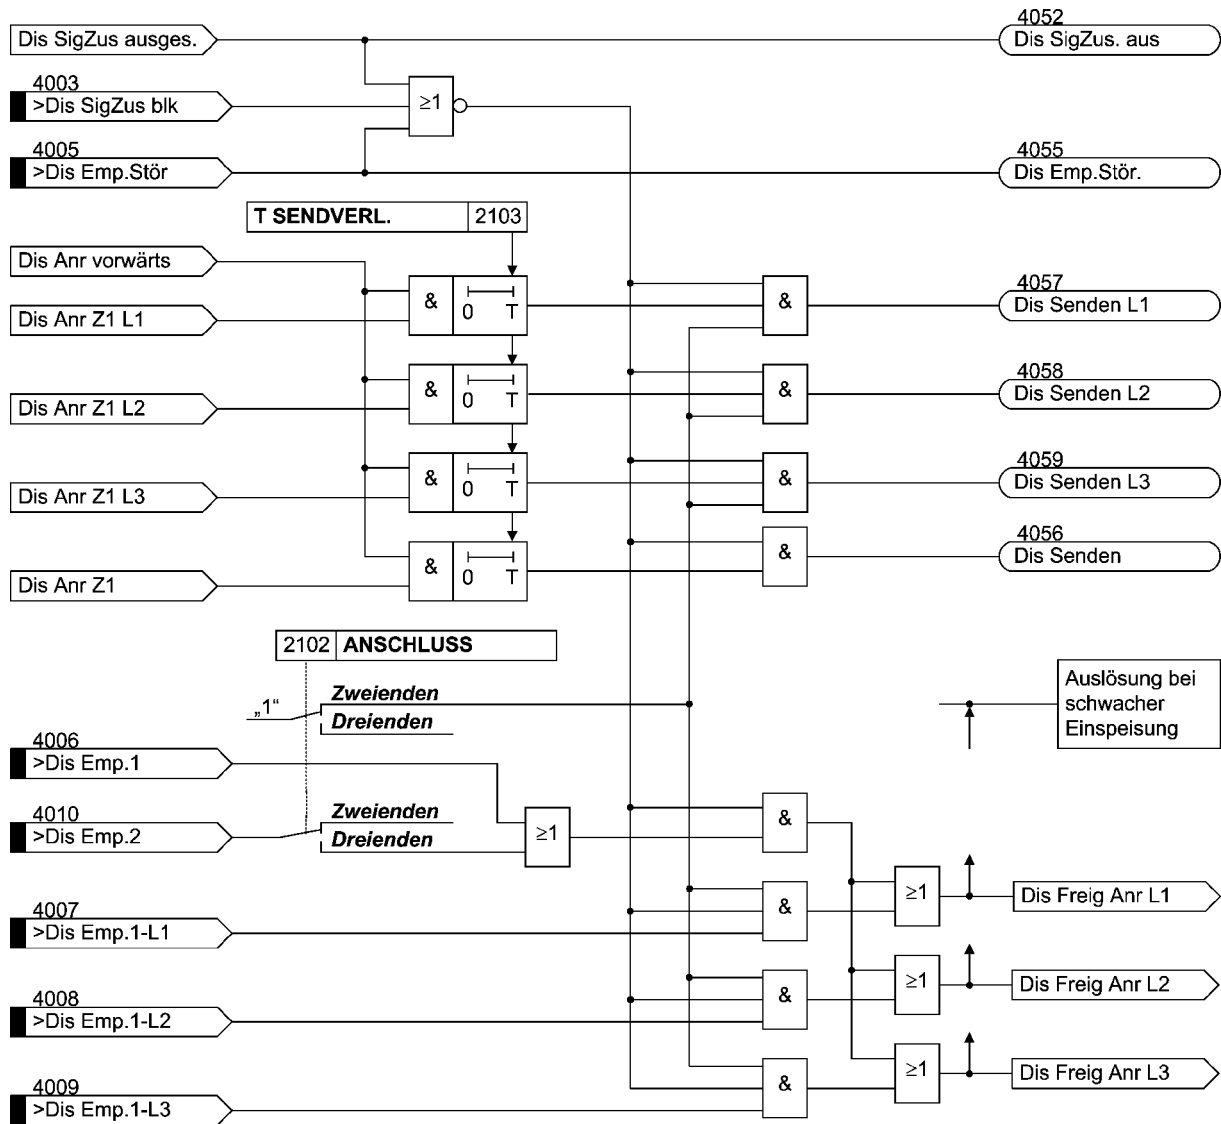 4052
Dis SigZus ausges.
Dis SigZus. aus
4003
>Dis SigZus blk
≥1
4005
>Dis Emp.Stör
4055
Dis Emp.Stör.
T SENDVERL. 2103
Dis Anr vorwärts
Dis Anr Z1 L1
& 0 T
&
4057
Dis Senden L1
Dis Anr Z1 L2
& 0 T
&
4058
Dis Senden L2
Dis Anr Z1 L3
& 0 T
&
4059
Dis Senden L3
Dis Anr Z1
& 0 T
&
4056
Dis Senden
2102 ANSCHLUSS
„1“
Zweienden
Dreienden
Auslösung bei
schwacher
Einspeisung
4006
>Dis Emp.1
4010
>Dis Emp.2
Zweienden
Dreienden
≥1
&
≥1
Dis Freig Anr L1
4007
>Dis Emp.1-L1
&
≥1
Dis Freig Anr L2
4008
>Dis Emp.1-L2
&
≥1
Dis Freig Anr L3
4009
>Dis Emp.1-L3
&